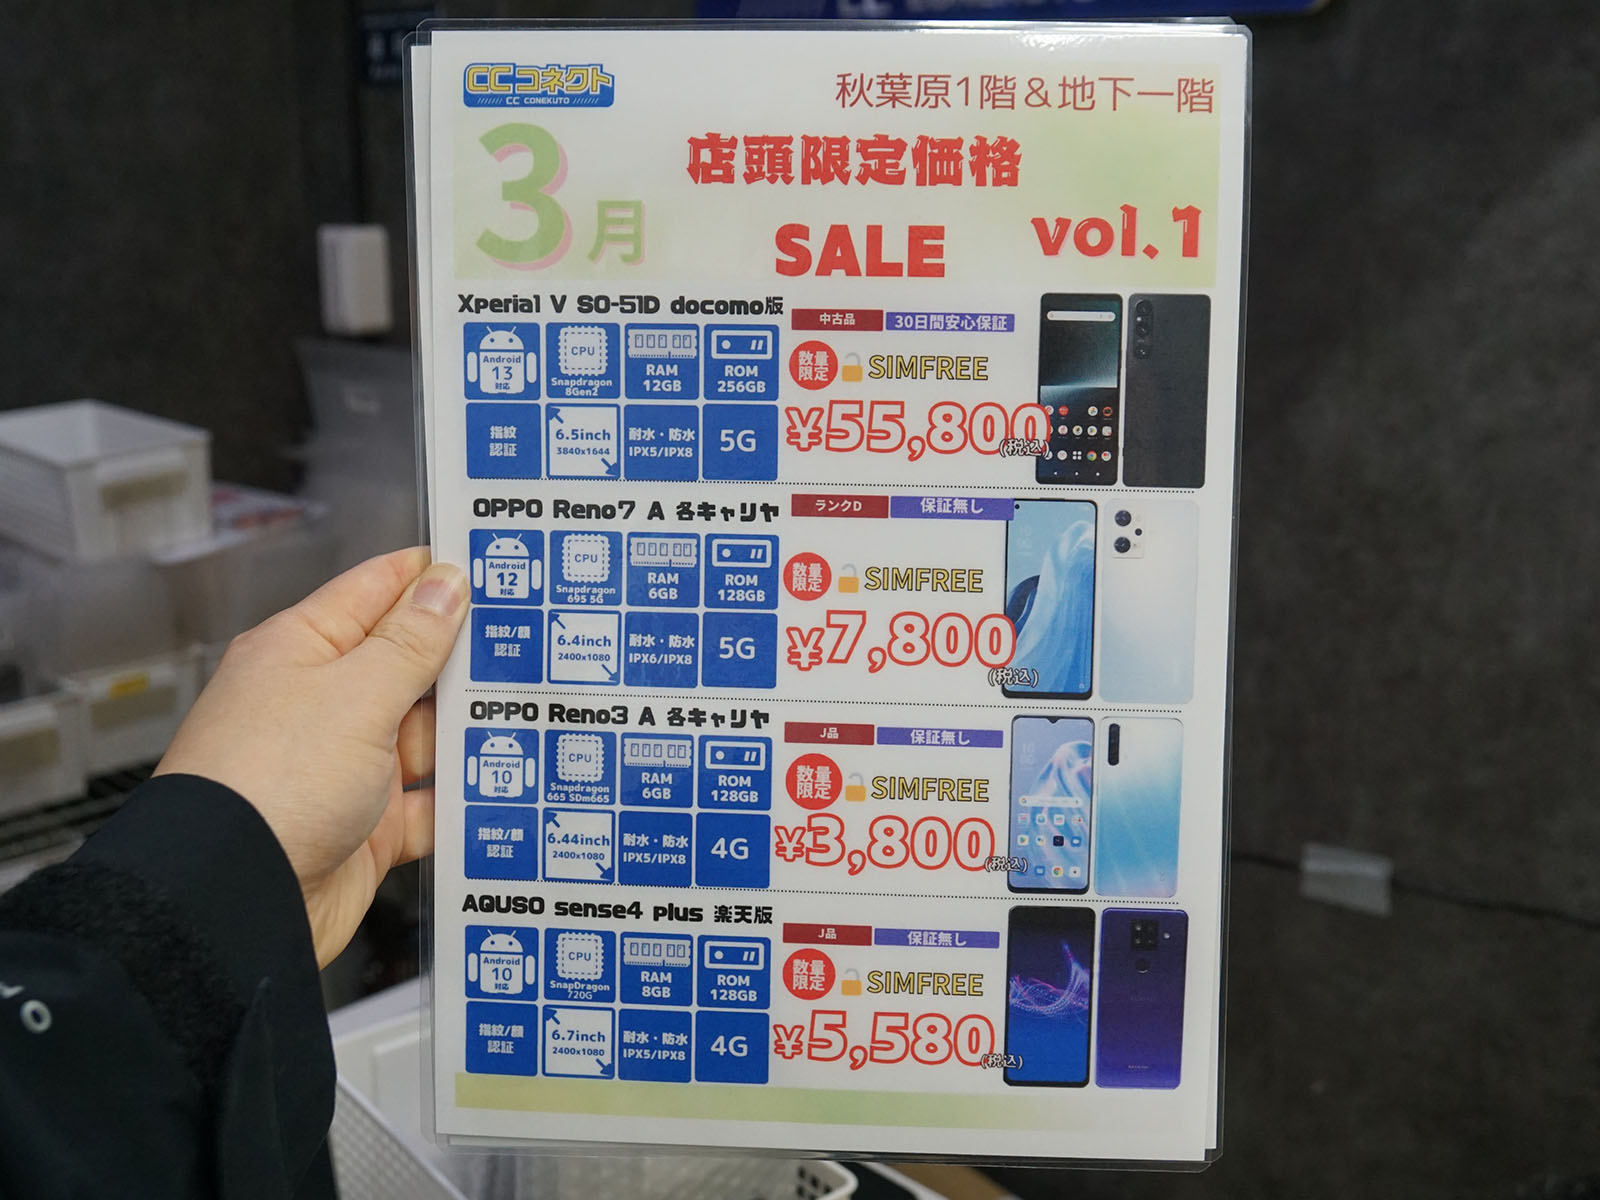 CCコネクト
CC CONEKUTO
秋葉原1階&地下一階
3月
店頭限定価格
SALE
vol.1
Xperia1 V SO-51D docomo版
中古品
30日間安心保証
Android
13
対応
CPU
Snapdragon
8Gen2
RAM
12GB
ROM
256GB
数量
限定
SIMFREE
指紋
認証
6.5inch
3840x1644
耐水・防水
IPX5/IPX8
5G
¥55,800
(税込)
OPPO Reno7 A 各キャリヤ
ランクD
保証無し
Android
12
対応
CPU
Snapdragon
695 5G
RAM
6GB
ROM
128GB
数量
限定
SIMFREE
指紋/顔
認証
6.4inch
2400x1080
耐水・防水
IPX6/IPX8
5G
¥7,800
(税込)
OPPO Reno3 A 各キャリヤ
J品
保証無し
Android
10
対応
CPU
Snapdragon
665 SDm665
RAM
6GB
ROM
128GB
数量
限定
SIMFREE
指紋/顔
認証
6.44inch
2400x1080
耐水・防水
IPX5/IPX8
4G
¥3,800
(税込)
AQUSO sense4 plus 楽天版
J品
保証無し
Android
10
対応
CPU
SnapDragon
720G
RAM
8GB
ROM
128GB
数量
限定
SIMFREE
指紋/顔
認証
6.7inch
2400x1080
耐水・防水
IPX5/IPX8
4G
¥5,580
(税込)